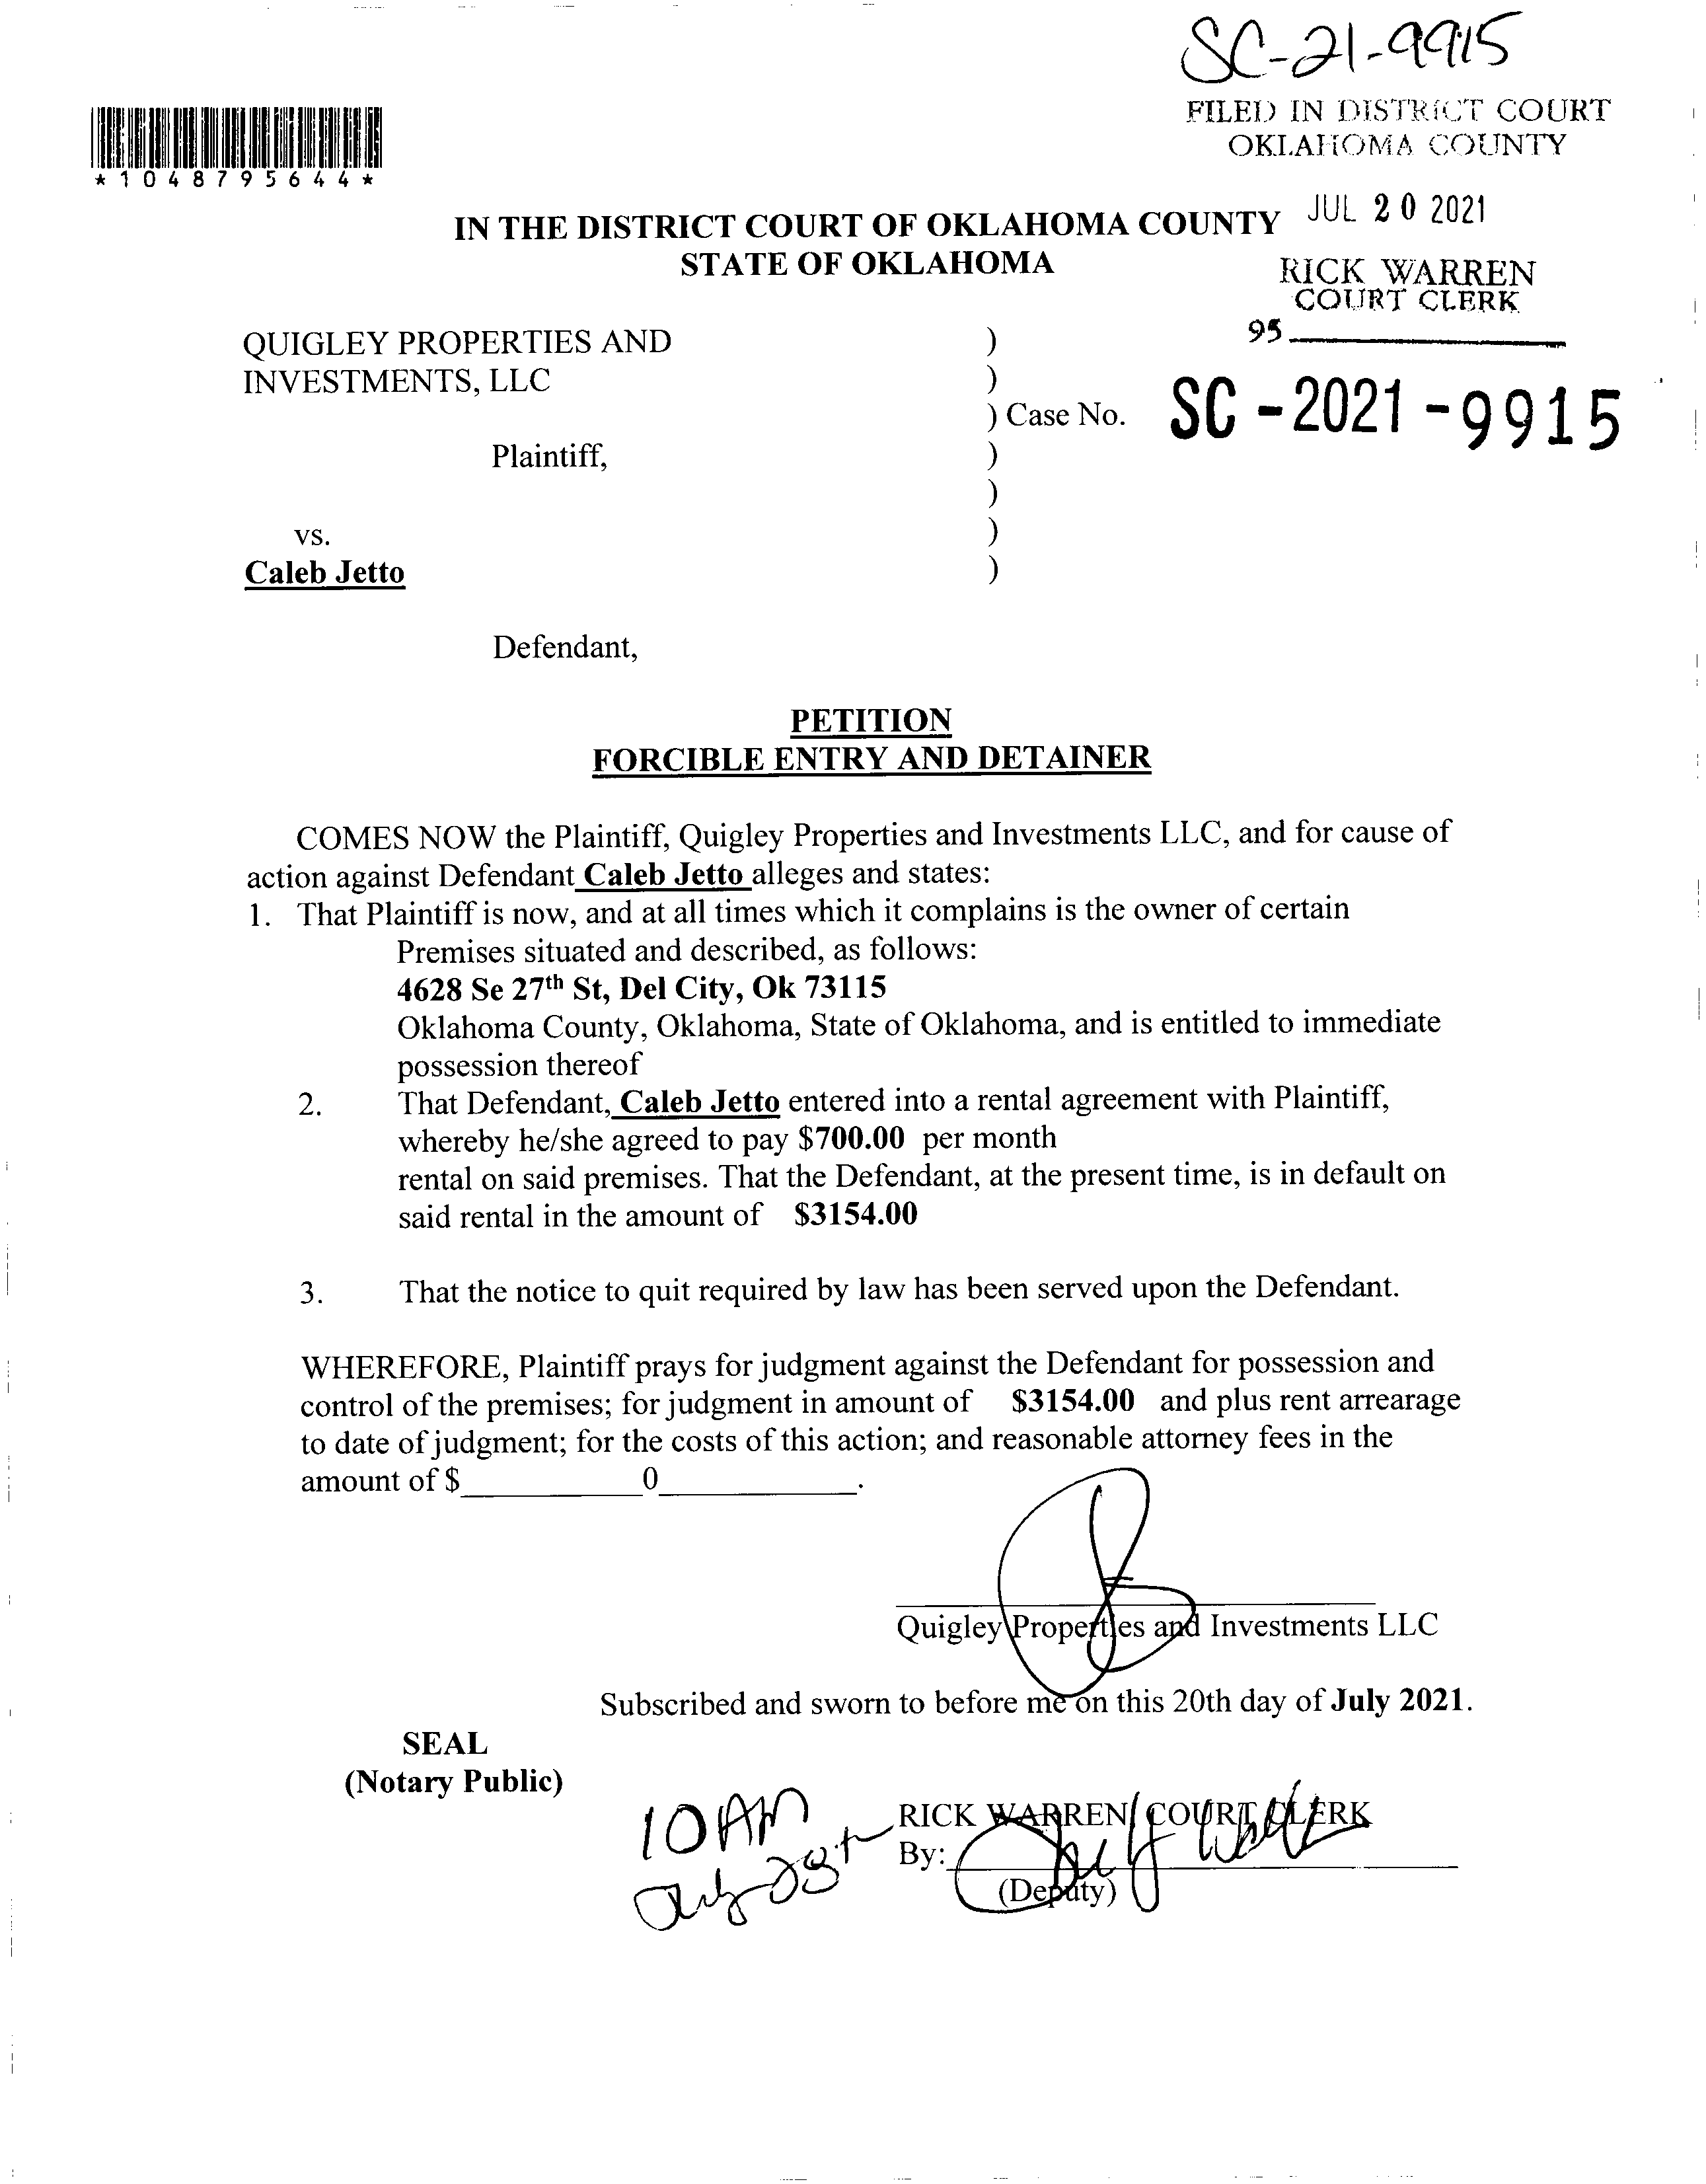 SC-21-9915
FILED IN DISTRICT COURT
OKLAHOMA COUNTY
*1048795644*
JUL 20 2021
IN THE DISTRICT COURT OF OKLAHOMA COUNTY
STATE OF OKLAHOMA
RICK WARREN
COURT CLERK
95
QUIGLEY PROPERTIES AND )
INVESTMENTS, LLC )
) Case No. SC-2021-9915
Plaintiff, )
)
vs. )
Caleb Jetto )
Defendant,
PETITION
FORCIBLE ENTRY AND DETAINER
COMES NOW the Plaintiff, Quigley Properties and Investments LLC, and for cause of
action against Defendant Caleb Jetto alleges and states:
1. That Plaintiff is now, and at all times which it complains is the owner of certain
Premises situated and described, as follows:
4628 Se 27th St, Del City, Ok 73115
Oklahoma County, Oklahoma, State of Oklahoma, and is entitled to immediate
possession thereof
2. That Defendant, Caleb Jetto entered into a rental agreement with Plaintiff,
whereby he/she agreed to pay $700.00 per month
rental on said premises. That the Defendant, at the present time, is in default on
said rental in the amount of $3154.00
3. That the notice to quit required by law has been served upon the Defendant.
WHEREFORE, Plaintiff prays for judgment against the Defendant for possession and
control of the premises; for judgment in amount of $3154.00 and plus rent arrearage
to date of judgment; for the costs of this action; and reasonable attorney fees in the
amount of $ 0 .
Quigley Properties and Investments LLC
Subscribed and sworn to before me on this 20th day of July 2021.
SEAL
(Notary Public)
10AM
RICK WARREN, COURT CLERK
By:
(Deputy)